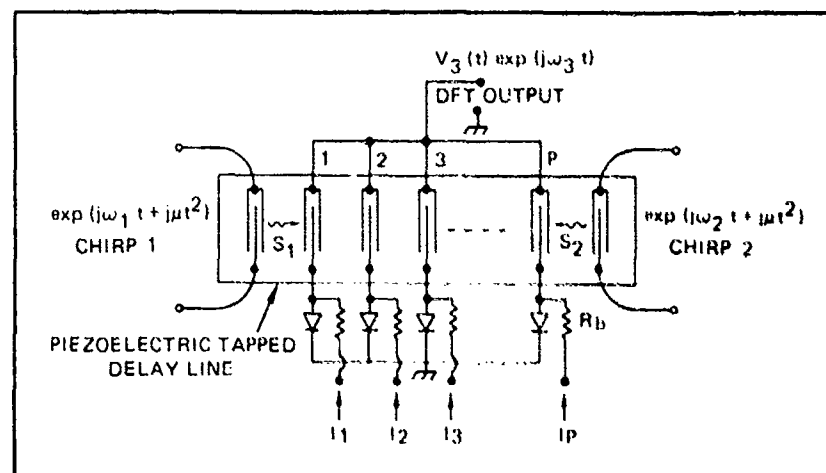 V3 (t) exp (jω3 t)
DFT OUTPUT
1 2 3 P
exp (jω1 t + jμt²)
CHIRP 1
S1
S2
exp (jω2 t + jμt²)
CHIRP 2
Rb
PIEZOELECTRIC TAPPED
DELAY LINE
I1 I2 I3 IP